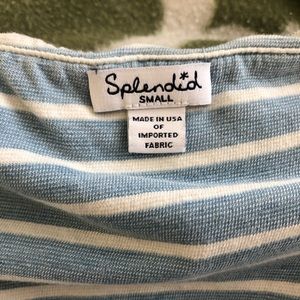 Splendid
SMALL
MADE IN USA
OF
IMPORTED
FABRIC